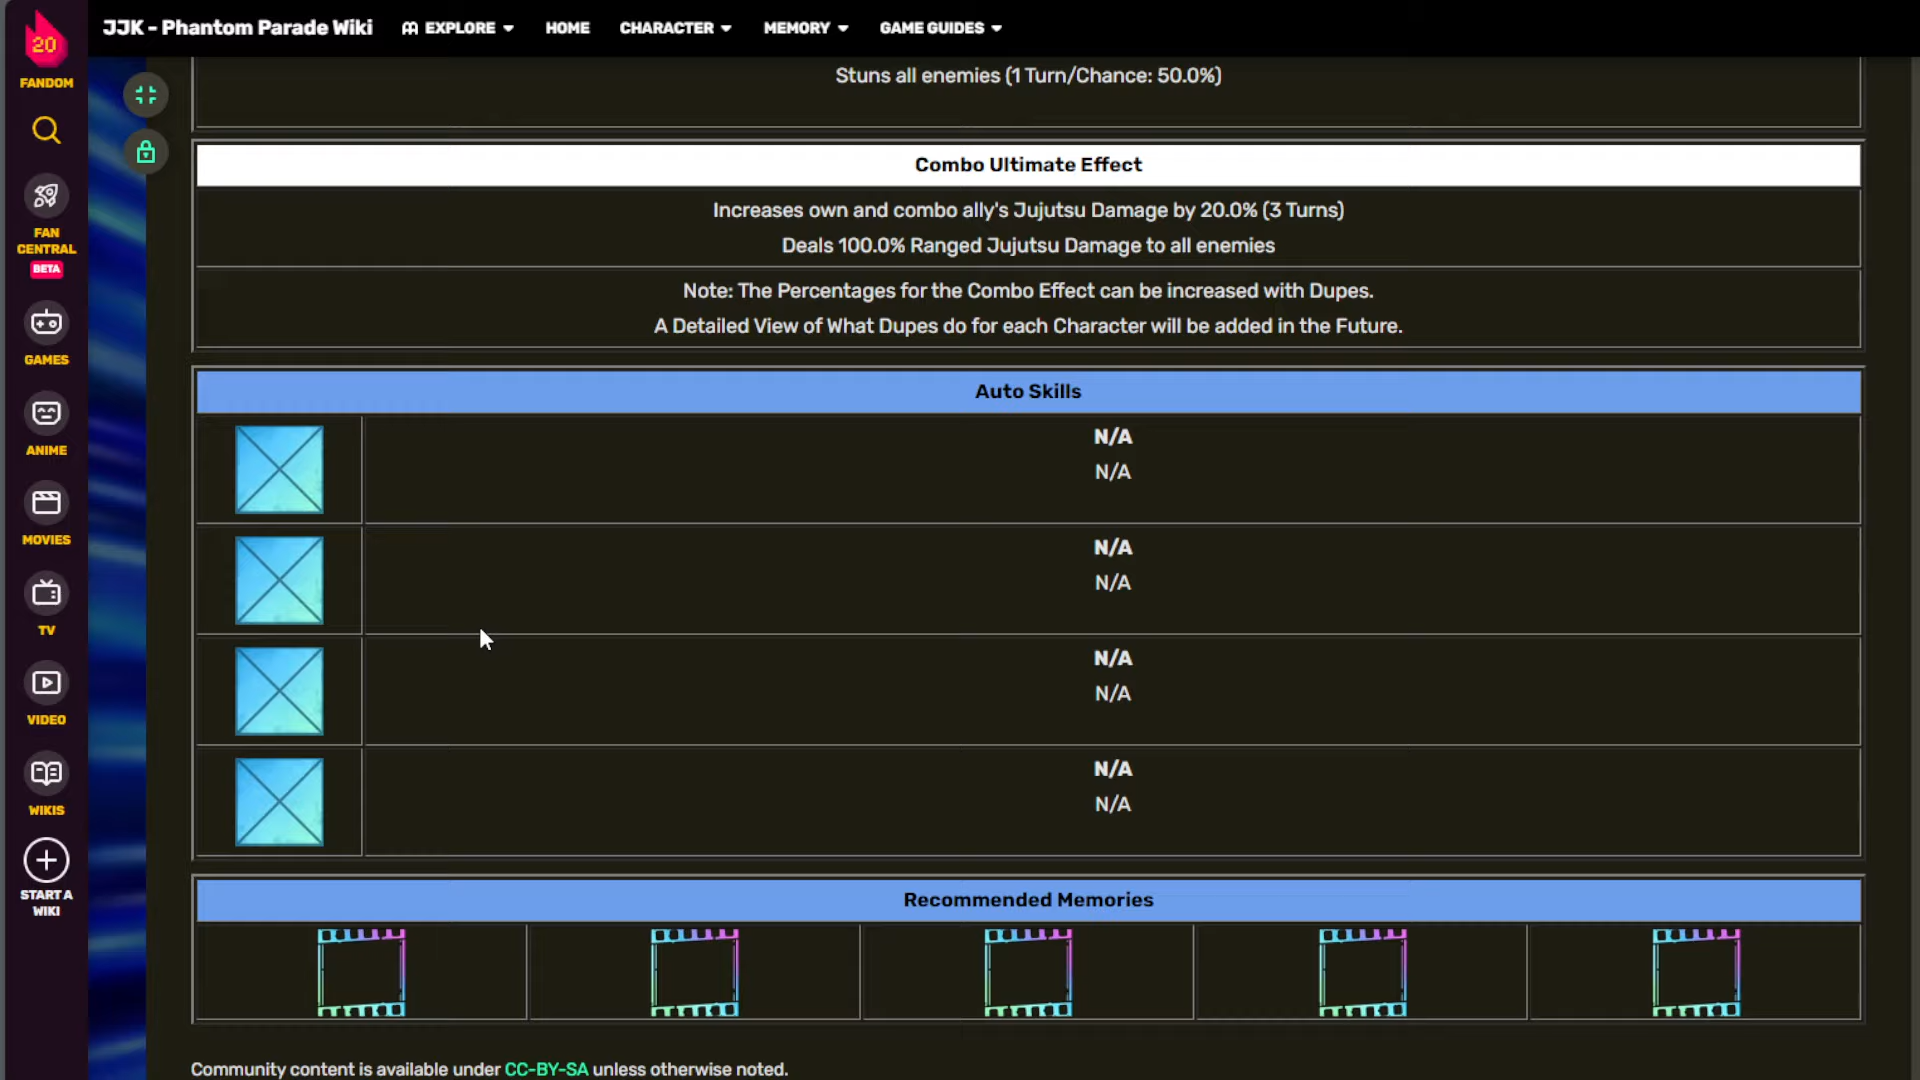 JJK - Phantom Parade Wiki
EXPLORE
HOME
CHARACTER
MEMORY
GAME GUIDES
20
FANDOM
FAN
CENTRAL
BETA
GAMES
ANIME
MOVIES
TV
VIDEO
WIKIS
START A
WIKI
Stuns all enemies (1 Turn/Chance: 50.0%)
Combo Ultimate Effect
Increases own and combo ally's Jujutsu Damage by 20.0% (3 Turns)
Deals 100.0% Ranged Jujutsu Damage to all enemies
Note: The Percentages for the Combo Effect can be increased with Dupes.
A Detailed View of What Dupes do for each Character will be added in the Future.
Auto Skills
N/A
N/A
N/A
N/A
N/A
N/A
N/A
N/A
Recommended Memories
Community content is available under CC-BY-SA unless otherwise noted.